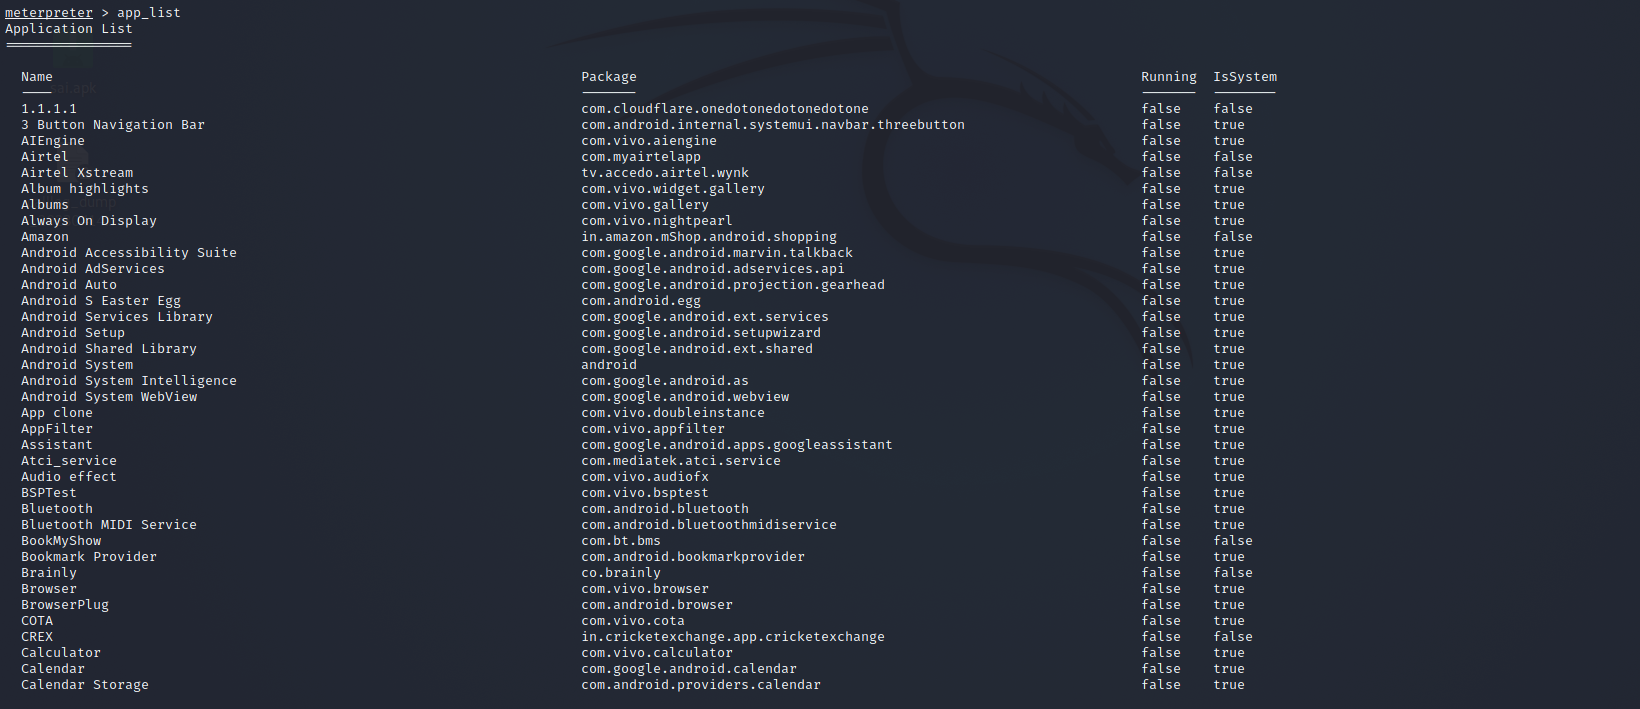 meterpreter > app_list
Application List
================
Name Package Running IsSystem
---- ------- ------- --------
1.1.1.1 com.cloudflare.onedotonedotonedotone false false
3 Button Navigation Bar com.android.internal.systemui.navbar.threebutton false true
AIEngine com.vivo.aiengine false true
Airtel com.myairtelapp false false
Airtel Xstream tv.accedo.airtel.wynk false false
Album highlights com.vivo.widget.gallery false true
Albums com.vivo.gallery false true
Always On Display com.vivo.nightpearl false true
Amazon in.amazon.mShop.android.shopping false false
Android Accessibility Suite com.google.android.marvin.talkback false true
Android AdServices com.google.android.adservices.api false true
Android Auto com.google.android.projection.gearhead false true
Android S Easter Egg com.android.egg false true
Android Services Library com.google.android.ext.services false true
Android Setup com.google.android.setupwizard false true
Android Shared Library com.google.android.ext.shared false true
Android System android false true
Android System Intelligence com.google.android.as false true
Android System WebView com.google.android.webview false true
App clone com.vivo.doubleinstance false true
AppFilter com.vivo.appfilter false true
Assistant com.google.android.apps.googleassistant false true
Atci_service com.mediatek.atci.service false true
Audio effect com.vivo.audiofx false true
BSPTest com.vivo.bsptest false true
Bluetooth com.android.bluetooth false true
Bluetooth MIDI Service com.android.bluetoothmidiservice false true
BookMyShow com.bt.bms false false
Bookmark Provider com.android.bookmarkprovider false true
Brainly co.brainly false false
Browser com.vivo.browser false true
BrowserPlug com.android.browser false true
COTA com.vivo.cota false true
CREX in.cricketexchange.app.cricketexchange false false
Calculator com.vivo.calculator false true
Calendar com.google.android.calendar false true
Calendar Storage com.android.providers.calendar false true